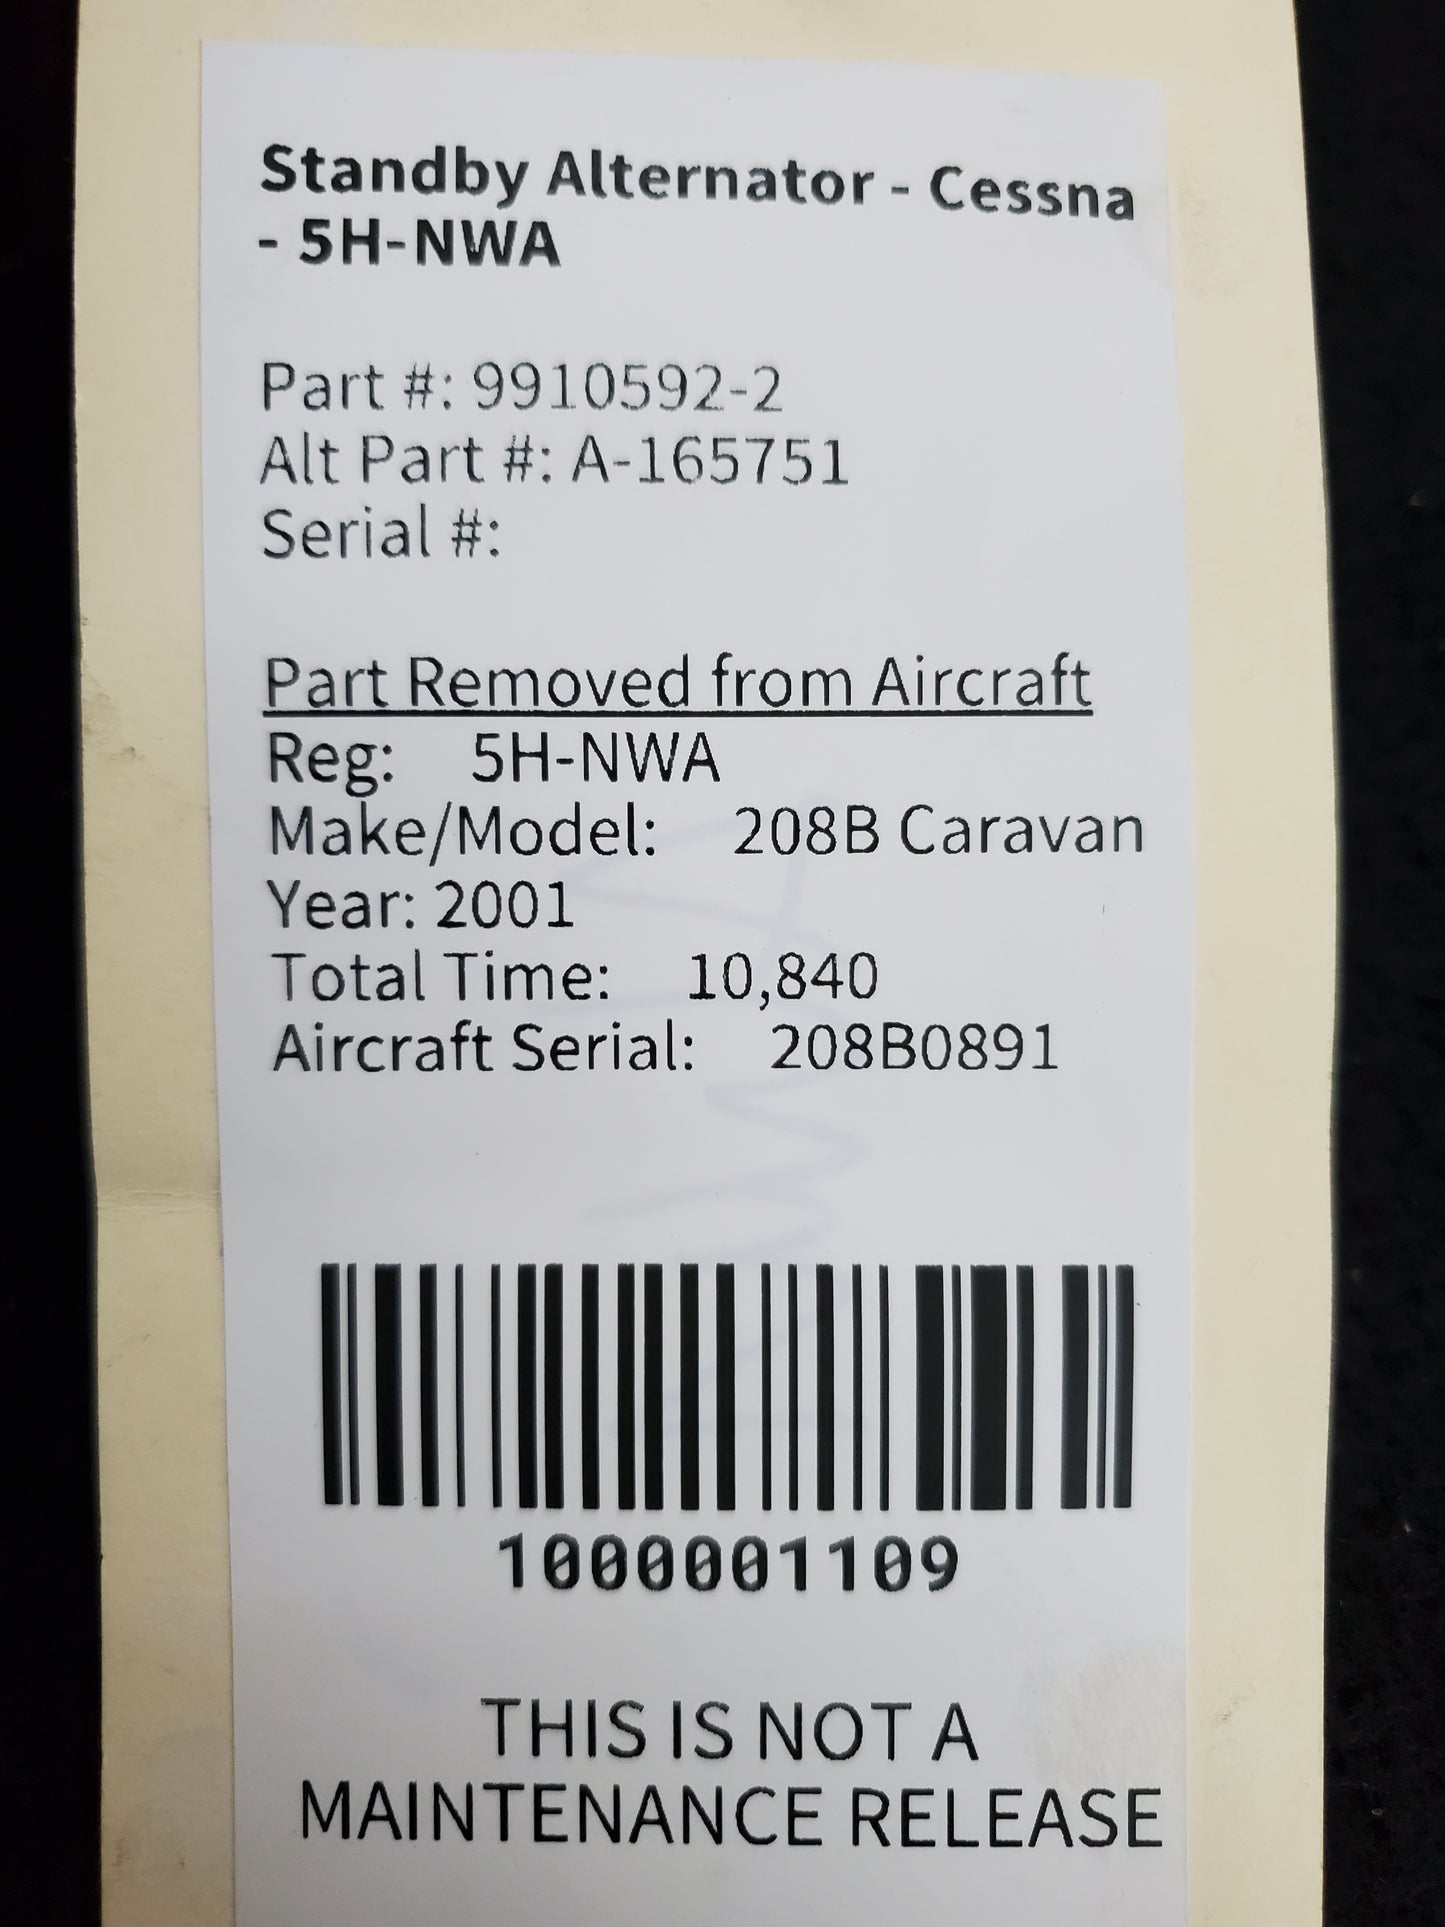 Standby Alternator - Cessna
- 5H-NWA
Part #: 9910592-2
Alt Part #: A-165751
Serial #:
Part Removed from Aircraft
Reg: 5H-NWA
Make/Model: 208B Caravan
Year: 2001
Total Time: 10,840
Aircraft Serial: 208B0891
1000001109
THIS IS NOT A
MAINTENANCE RELEASE